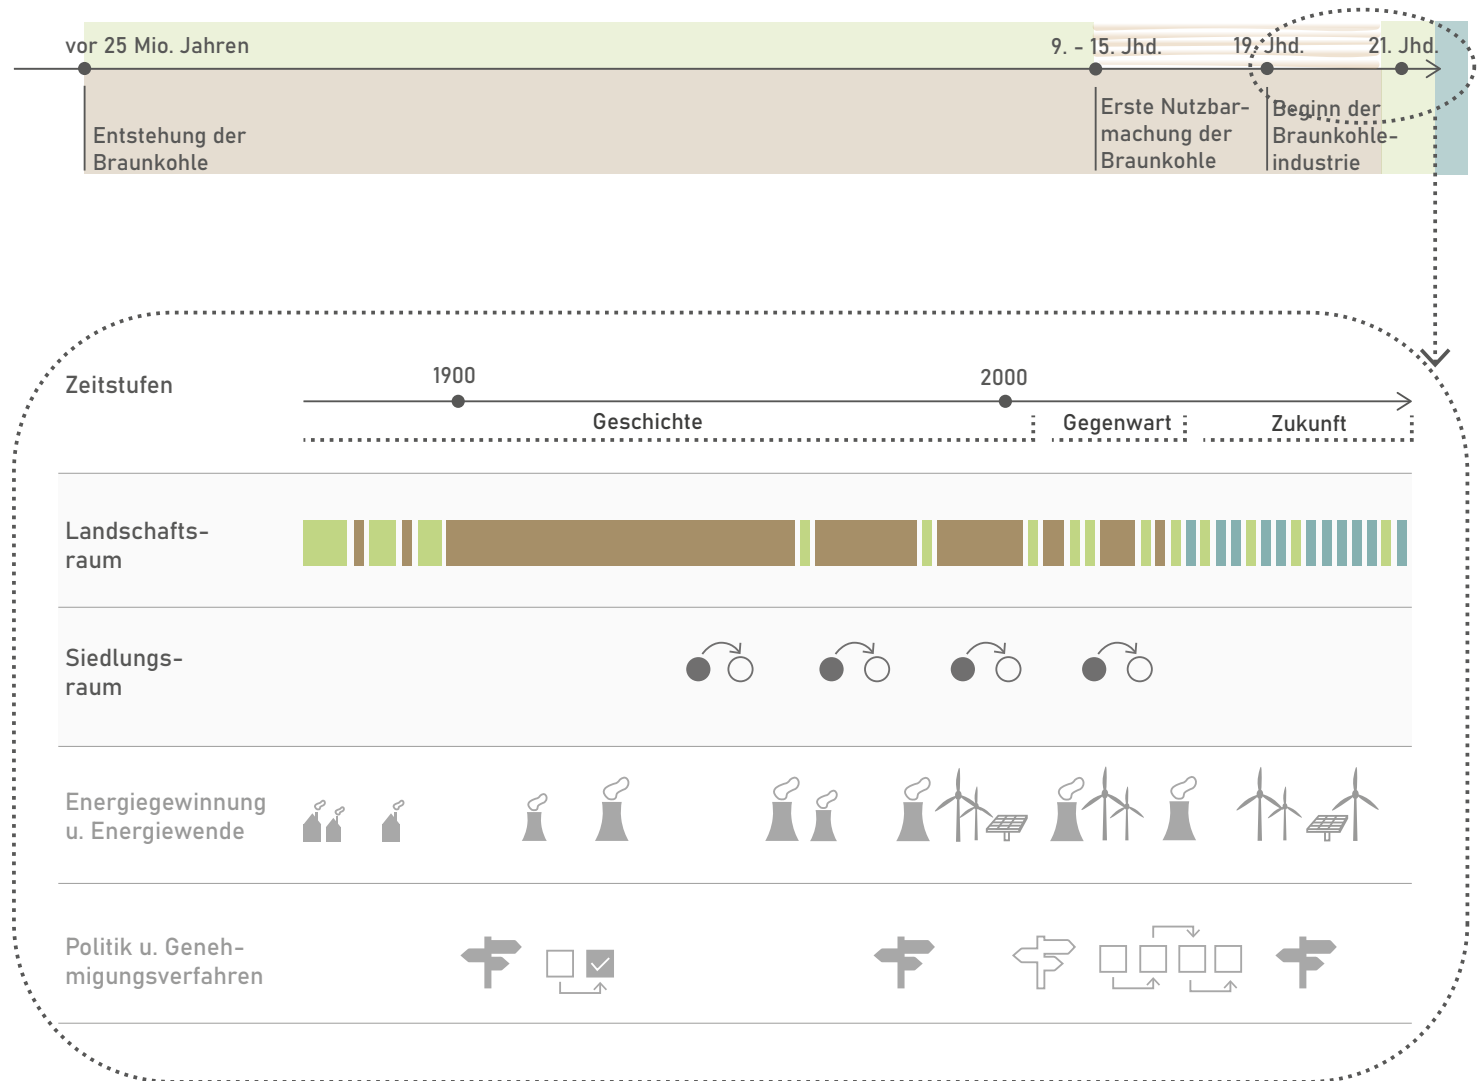 vor 25 Mio. Jahren
9. - 15. Jhd.
19. Jhd.
21. Jhd.
Entstehung der
Braunkohle
Erste Nutzbar-
machung der
Braunkohle
Beginn der
Braunkohle-
industrie
Zeitstufen
1900
2000
Geschichte
Gegenwart
Zukunft
Landschafts-
raum
Siedlungs-
raum
Energiegewinnung
u. Energiewende
Politik u. Geneh-
migungsverfahren